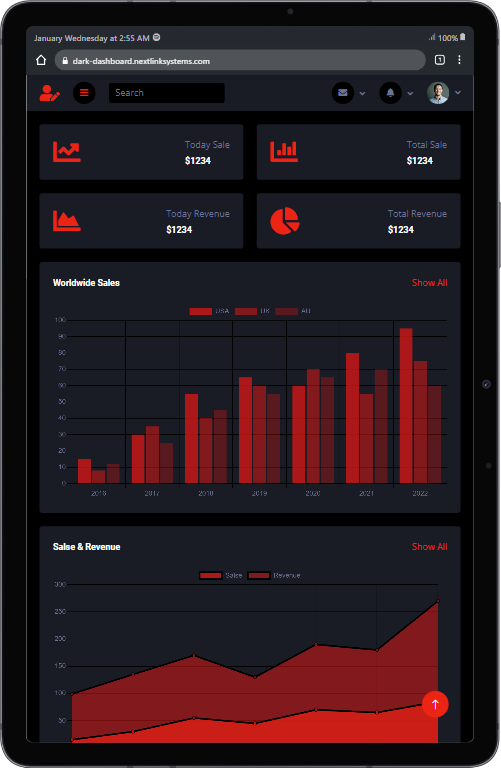 January Wednesday at 2:55 AM
100%
dark-dashboard.nextlinksystems.com
1
Search
Today Sale
$1234
Total Sale
$1234
Today Revenue
$1234
Total Revenue
$1234
Worldwide Sales
Show All
USA UK AU
100
90
80
70
60
50
40
30
20
10
0
2016 2017 2018 2019 2020 2021 2022
Salse & Revenue
Show All
Salse Revenue
300
250
200
150
100
50